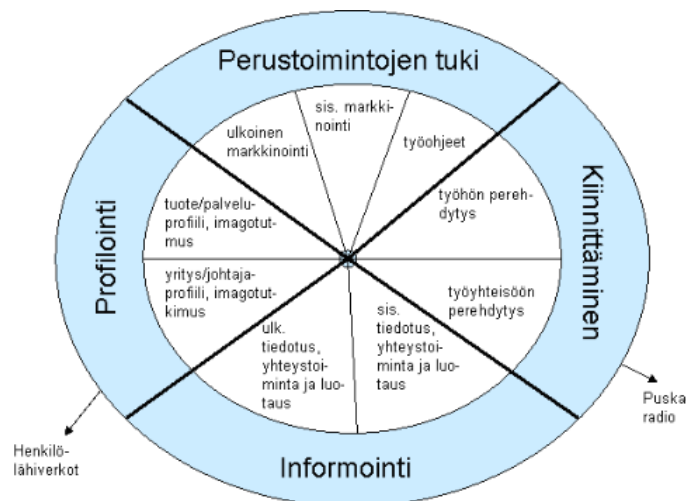 Perustoimintojen tuki
sis. markki-
nointi
ulkoinen
markkinointi
työohjeet
Kiinnittäminen
työhön pereh-
dytys
Profilointi
tuote/palvelu-
profiili, imagotut-
mus
yritys/johtaja-
profiili, imagotut-
kimus
työyhteisöön
perehdytys
ulk.
tiedotus,
yhteystoi-
minta ja luo-
taus
sis.
tiedotus,
yhteystoi-
minta ja luo-
taus
Puska
radio
Henkilö-
lähiverkot
Informointi